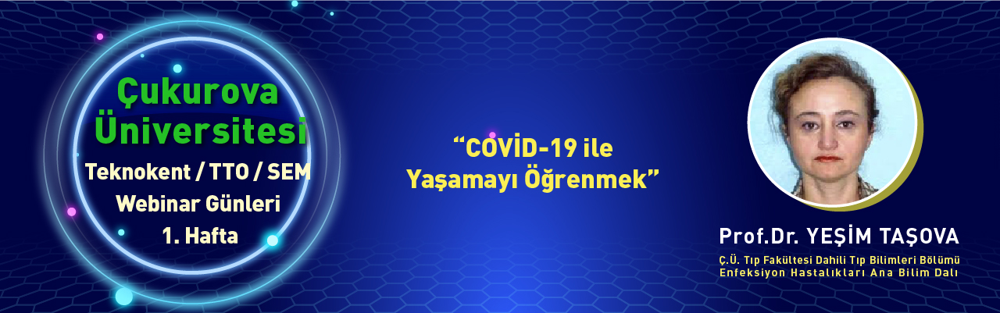 Çukurova
Üniversitesi
Teknokent / TTO / SEM
Webinar Günleri
1. Hafta
“COVİD-19 ile
Yaşamayı Öğrenmek”
Prof.Dr. YEŞİM TAŞOVA
Ç.Ü. Tıp Fakültesi Dahili Tıp Bilimleri Bölümü
Enfeksiyon Hastalıkları Ana Bilim Dalı